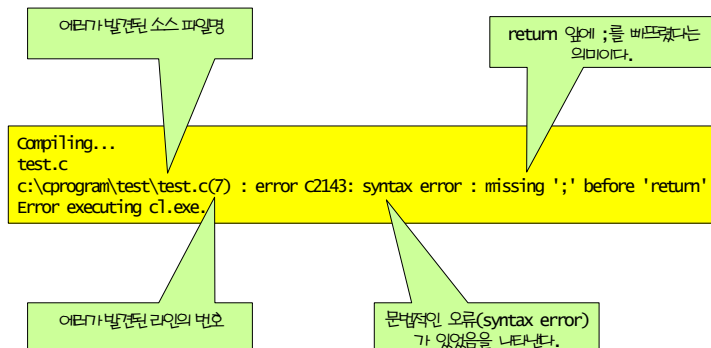 에러가 발견된 소스 파일명
return 앞에 ;를 빠뜨렸다는
의미이다.
Compiling...
test.c
c:\cprogram\test\test.c(7) : error C2143: syntax error : missing ';' before 'return'
Error executing cl.exe.
에러가 발견된 라인의 번호
문법적인 오류(syntax error)
가 있었음을 나타낸다.